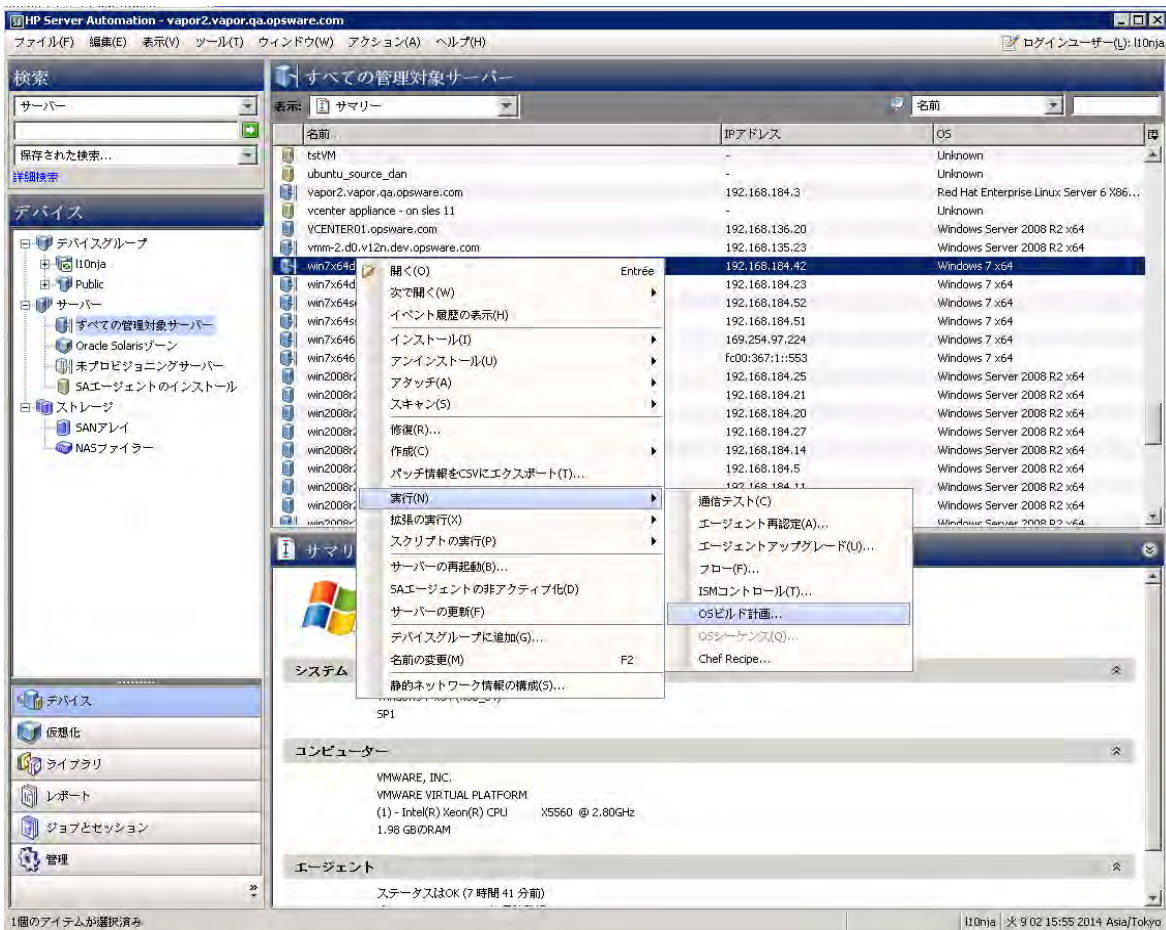 HP Server Automation - vapor2.vapor.qa.opsware.com
ファイル(F) 編集(E) 表示(V) ツール(T) ウィンドウ(W) アクション(A) ヘルプ(H)
ログインユーザー(L): l10nja
検索
サーバー
保存された検索...
詳細検索
デバイス
デバイスグループ
l10nja
Public
サーバー
すべての管理対象サーバー
Oracle Solarisゾーン
未プロビジョニングサーバー
SAエージェントのインストール
ストレージ
SANアレイ
NASファイラー
デバイス
仮想化
ライブラリ
レポート
ジョブとセッション
管理
すべての管理対象サーバー
表示: サマリー 名前
名前 IPアドレス OS
tstVM - Unknown
ubuntu_source_dan - Unknown
vapor2.vapor.qa.opsware.com 192.168.184.3 Red Hat Enterprise Linux Server 6 X86...
vcenter appliance - on sles 11 - Unknown
VCENTER01.opsware.com 192.168.136.20 Windows Server 2008 R2 x64
vmm-2.d0.v12n.dev.opsware.com 192.168.135.23 Windows Server 2008 R2 x64
win7x64d 192.168.184.42 Windows 7 x64
win7x64d 192.168.184.23 Windows 7 x64
win7x64s 192.168.184.52 Windows 7 x64
win7x64s 192.168.184.51 Windows 7 x64
win7x646 169.254.97.224 Windows 7 x64
win7x646 fc00:367:1::553 Windows 7 x64
win2008r2 192.168.184.25 Windows Server 2008 R2 x64
win2008r2 192.168.184.21 Windows Server 2008 R2 x64
win2008r2 192.168.184.20 Windows Server 2008 R2 x64
win2008r2 192.168.184.27 Windows Server 2008 R2 x64
win2008r2 192.168.184.14 Windows Server 2008 R2 x64
win2008r2 192.168.184.5 Windows Server 2008 R2 x64
win2008r2 192.168.184.11 Windows Server 2008 R2 x64
win2008r2 Windows Server 2008 R2 x64
win2008r2 Windows Server 2008 R2 x64
開く(O) Entrée
次で開く(W)
イベント履歴の表示(H)
インストール(I)
アンインストール(U)
アタッチ(A)
スキャン(S)
修復(R)...
作成(C)
パッチ情報をCSVにエクスポート(T)...
実行(N)
拡張の実行(X)
スクリプトの実行(P)
サーバーの再起動(B)...
SAエージェントの非アクティブ化(D)
サーバーの更新(F)
デバイスグループに追加(G)...
名前の変更(M) F2
静的ネットワーク情報の構成(S)...
通信テスト(C)
エージェント再認定(A)...
エージェントアップグレード(U)...
フロー(F)...
ISMコントロール(T)...
OSビルド計画...
OSシーケンス(Q)...
Chef Recipe...
サマリ
システム
SP1
コンピューター
VMWARE, INC.
VMWARE VIRTUAL PLATFORM
(1) - Intel(R) Xeon(R) CPU X5560 @ 2.80GHz
1.98 GBのRAM
エージェント
ステータスはOK (7 時間 41 分前)
1個のアイテムが選択済み
l10nja 火 9 02 15:55 2014 Asia/Tokyo